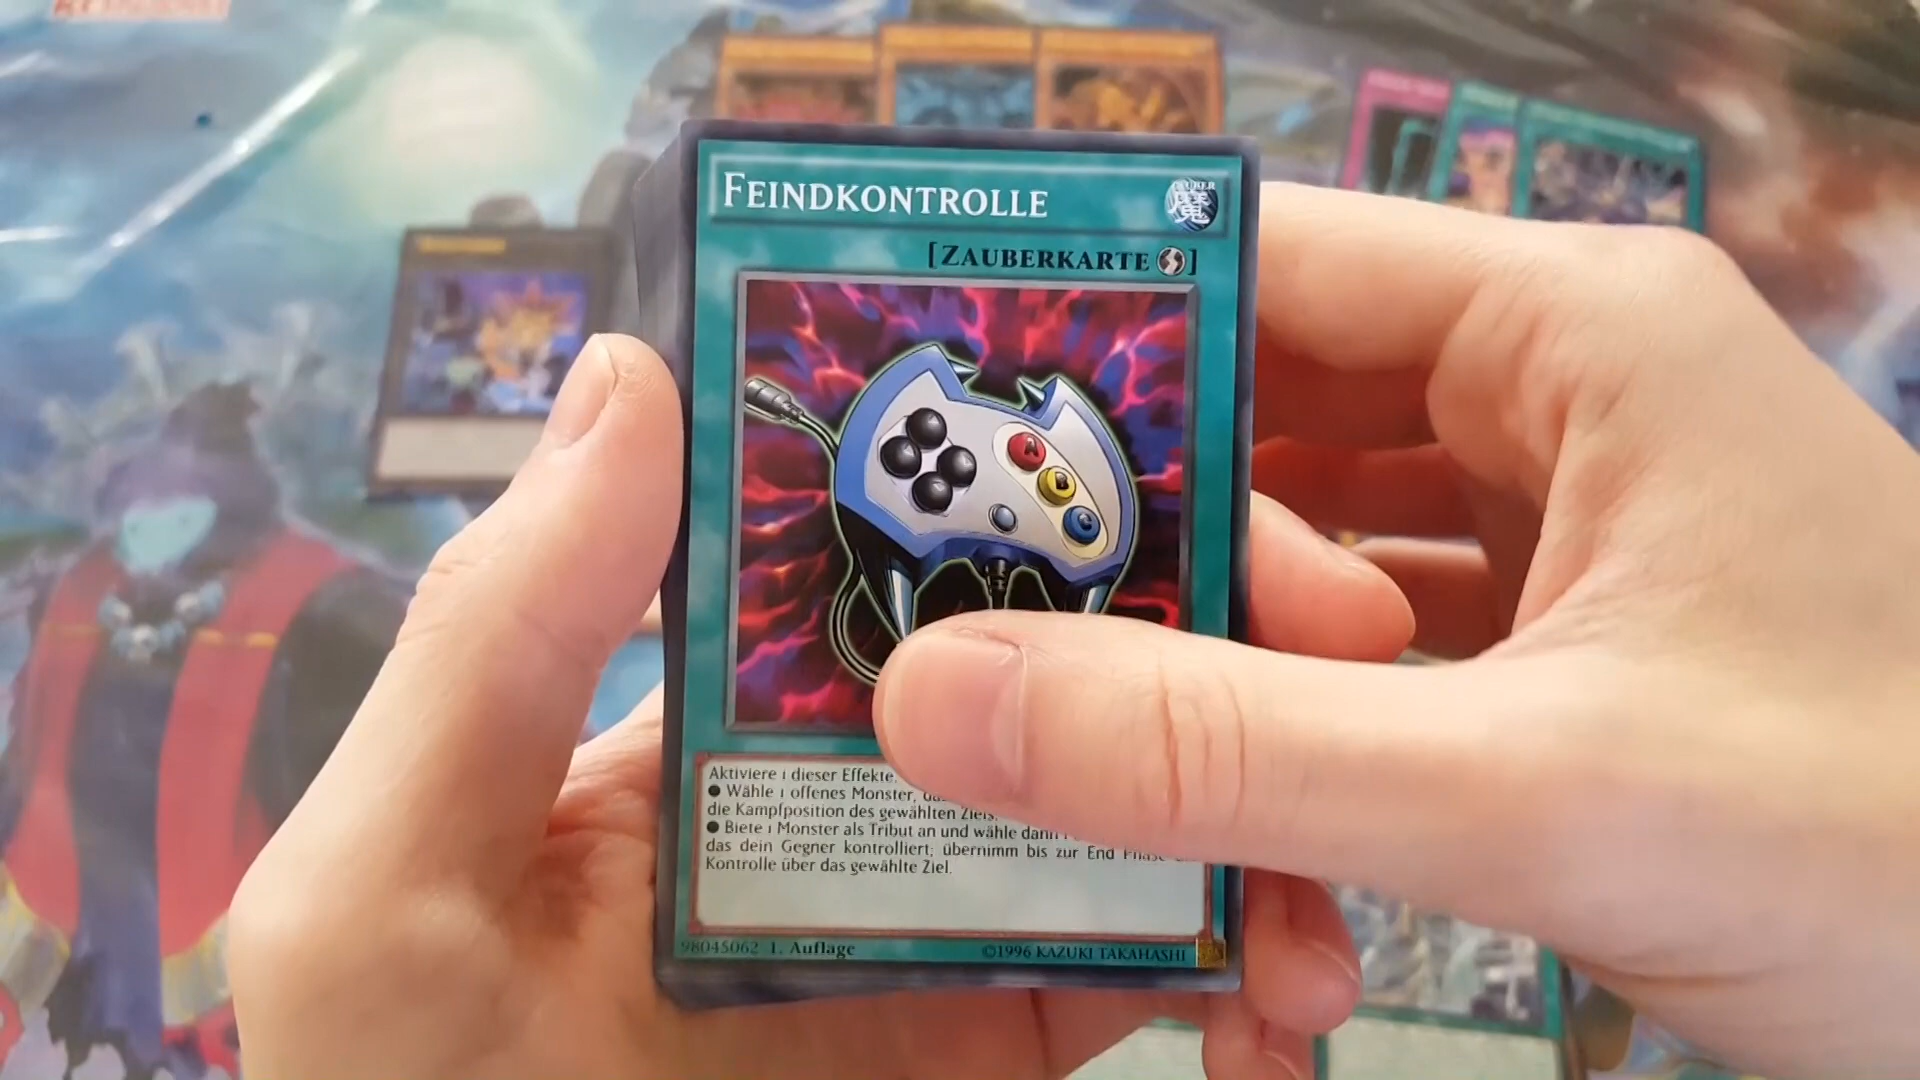 FEINDKONTROLLE
ZAUBER
魔
[ZAUBERKARTE]
A
B
C
Aktiviere 1 dieser Effekte.
● Wähle 1 offenes Monster,
die Kampfposition des gewählten Ziels.
● Biete 1 Monster als Tribut an und wähle dann
das dein Gegner kontrolliert; übernimm bis zur End Phase
Kontrolle über das gewählte Ziel.
98045062 1. Auflage
©1996 KAZUKI TAKAHASHI